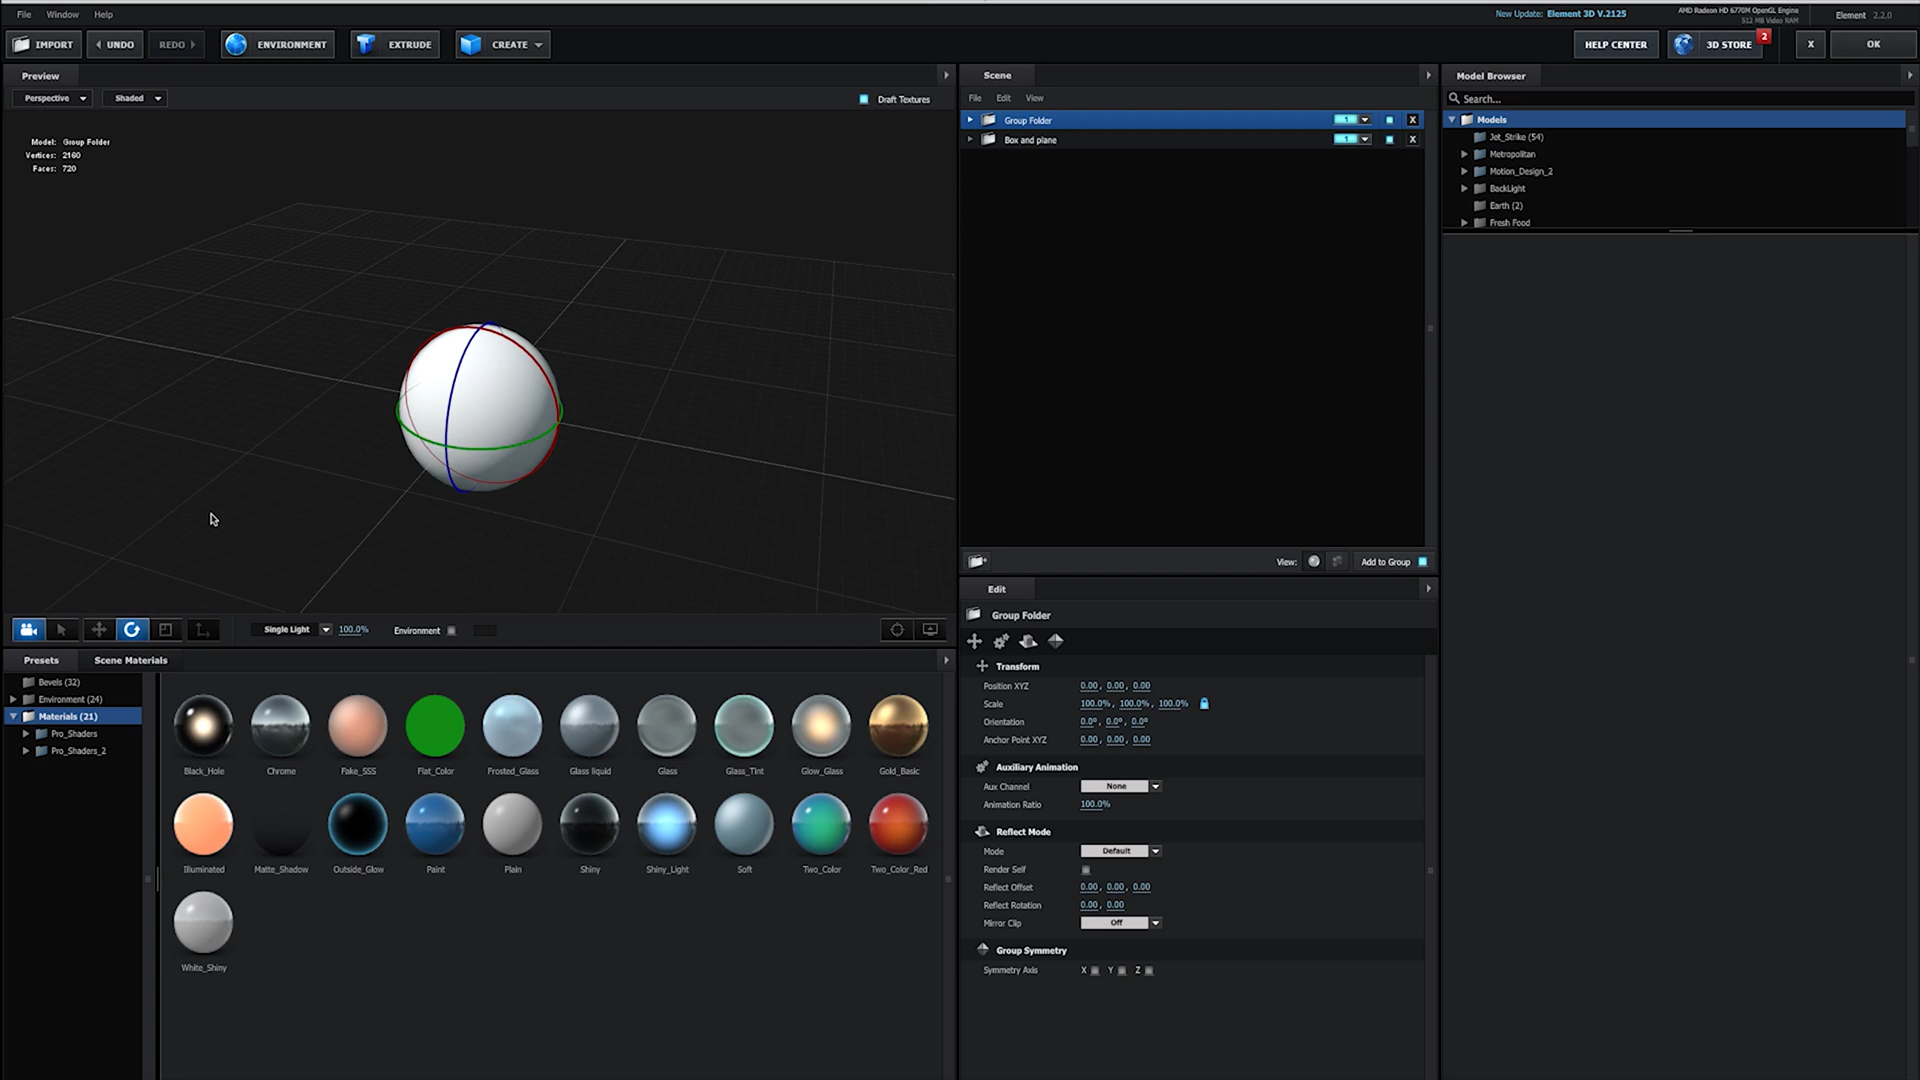 File Window Help
New Update: Element 3D V.2125
AMD Radeon HD 6770M OpenGL Engine
512 MB Video RAM
Element 2.2.0
IMPORT UNDO REDO ENVIRONMENT EXTRUDE CREATE
HELP CENTER 3D STORE 2 X OK
Preview
Perspective Shaded Draft Textures
Model: Group Folder
Vertices: 2160
Faces: 720
Single Light 100.0% Environment
Scene
File Edit View
Group Folder 1 X
Box and plane 1 X
View: Add to Group
Model Browser
Search...
Models
Jet_Strike (54)
Metropolitan
Motion_Design_2
BackLight
Earth (2)
Fresh Food
Presets Scene Materials
Bevels (32)
Environment (24)
Materials (21)
Pro_Shaders
Pro_Shaders_2
Black_Hole Chrome Fake_SSS Flat_Color Frosted_Glass Glass liquid Glass Glass_Tint Glow_Glass Gold_Basic
Illuminated Matte_Shadow Outside_Glow Paint Plain Shiny Shiny_Light Soft Two_Color Two_Color_Red
White_Shiny
Edit
Group Folder
Transform
Position XYZ 0.00, 0.00, 0.00
Scale 100.0%, 100.0%, 100.0%
Orientation 0.0°, 0.0°, 0.0°
Anchor Point XYZ 0.00, 0.00, 0.00
Auxiliary Animation
Aux Channel None
Animation Ratio 100.0%
Reflect Mode
Mode Default
Render Self
Reflect Offset 0.00, 0.00, 0.00
Reflect Rotation 0.00, 0.00
Mirror Clip Off
Group Symmetry
Symmetry Axis X Y Z